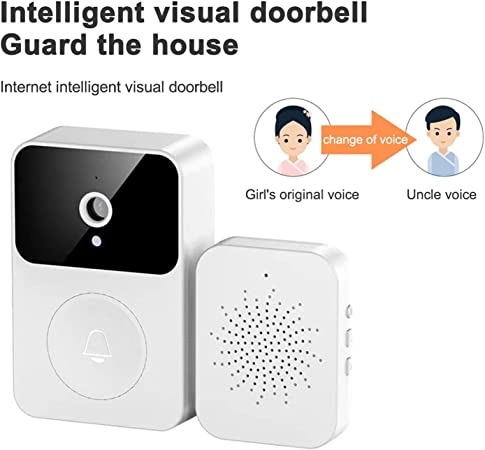 Intelligent visual doorbell
Guard the house
Internet intelligent visual doorbell
change of voice
Girl's original voice
Uncle voice